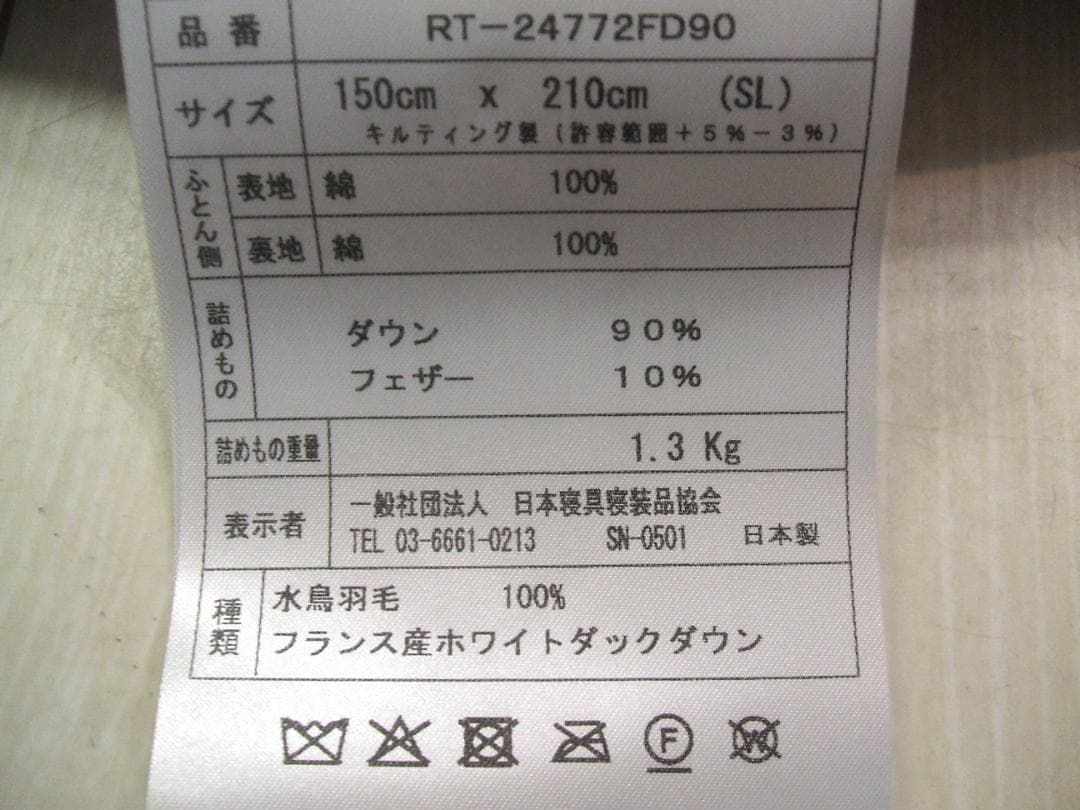 品番 RT-24772FD90
サイズ 150cm x 210cm (SL)
キルティング製(許容範囲+5%-3%)
ふとん側 表地 綿 100%
裏地 綿 100%
詰めもの ダウン 90%
フェザー 10%
詰めもの重量 1.3 Kg
表示者 一般社団法人 日本寝具寝装品協会
TEL 03-6661-0213 SN-0501 日本製
種類 水鳥羽毛 100%
フランス産ホワイトダックダウン
F W